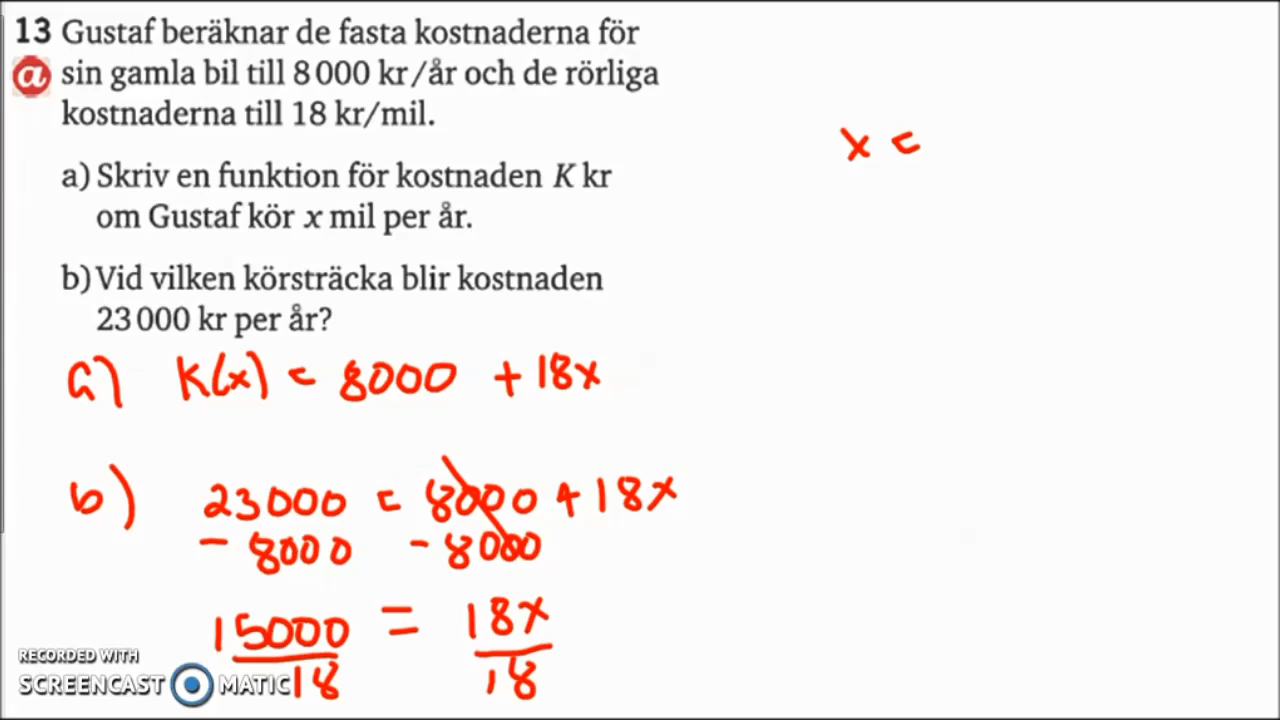 13 Gustaf beräknar de fasta kostnaderna för
a sin gamla bil till 8 000 kr/år och de rörliga
kostnaderna till 18 kr/mil.
x =
a) Skriv en funktion för kostnaden K kr
om Gustaf kör x mil per år.
b) Vid vilken körsträcka blir kostnaden
23 000 kr per år?
a) K(x) = 8000 + 18x
b) 23000 = 8000 + 18x
- 8000 - 8000
15000 = 18x
18 18
RECORDED WITH
SCREENCAST MATIC